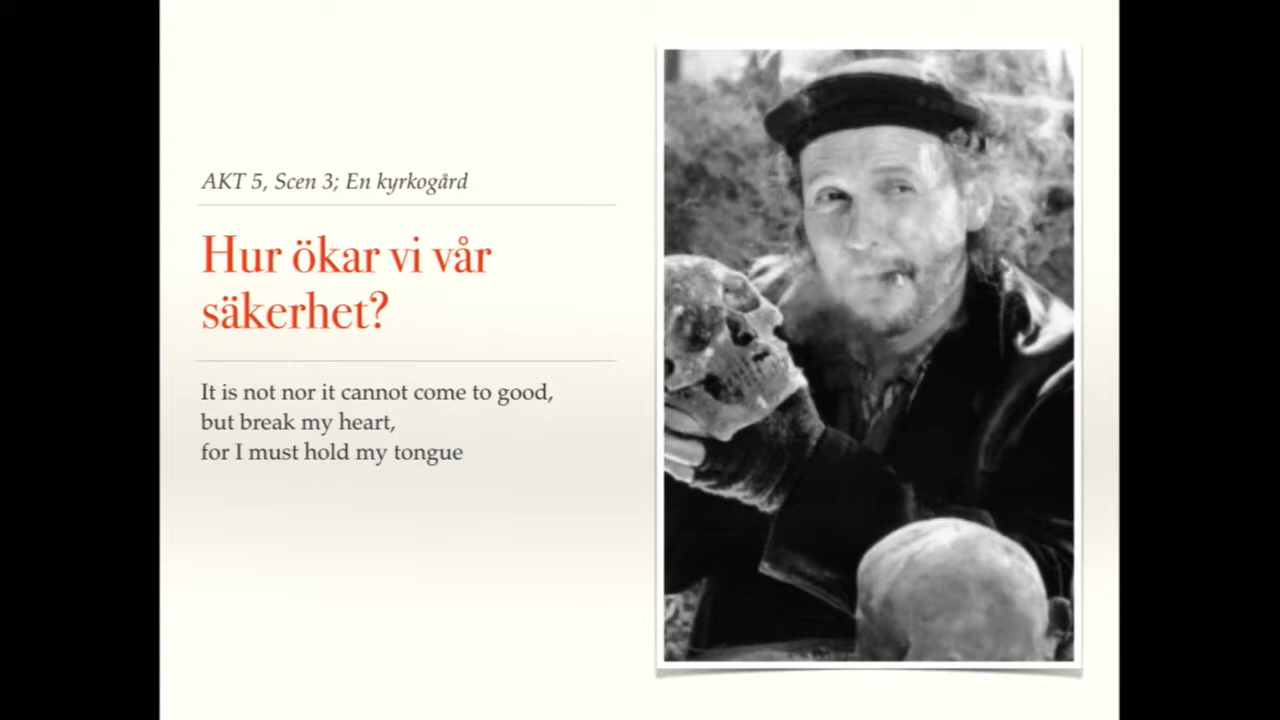 AKT 5, Scen 3; En kyrkogård
Hur ökar vi vår
säkerhet?
It is not nor it cannot come to good,
but break my heart,
for I must hold my tongue